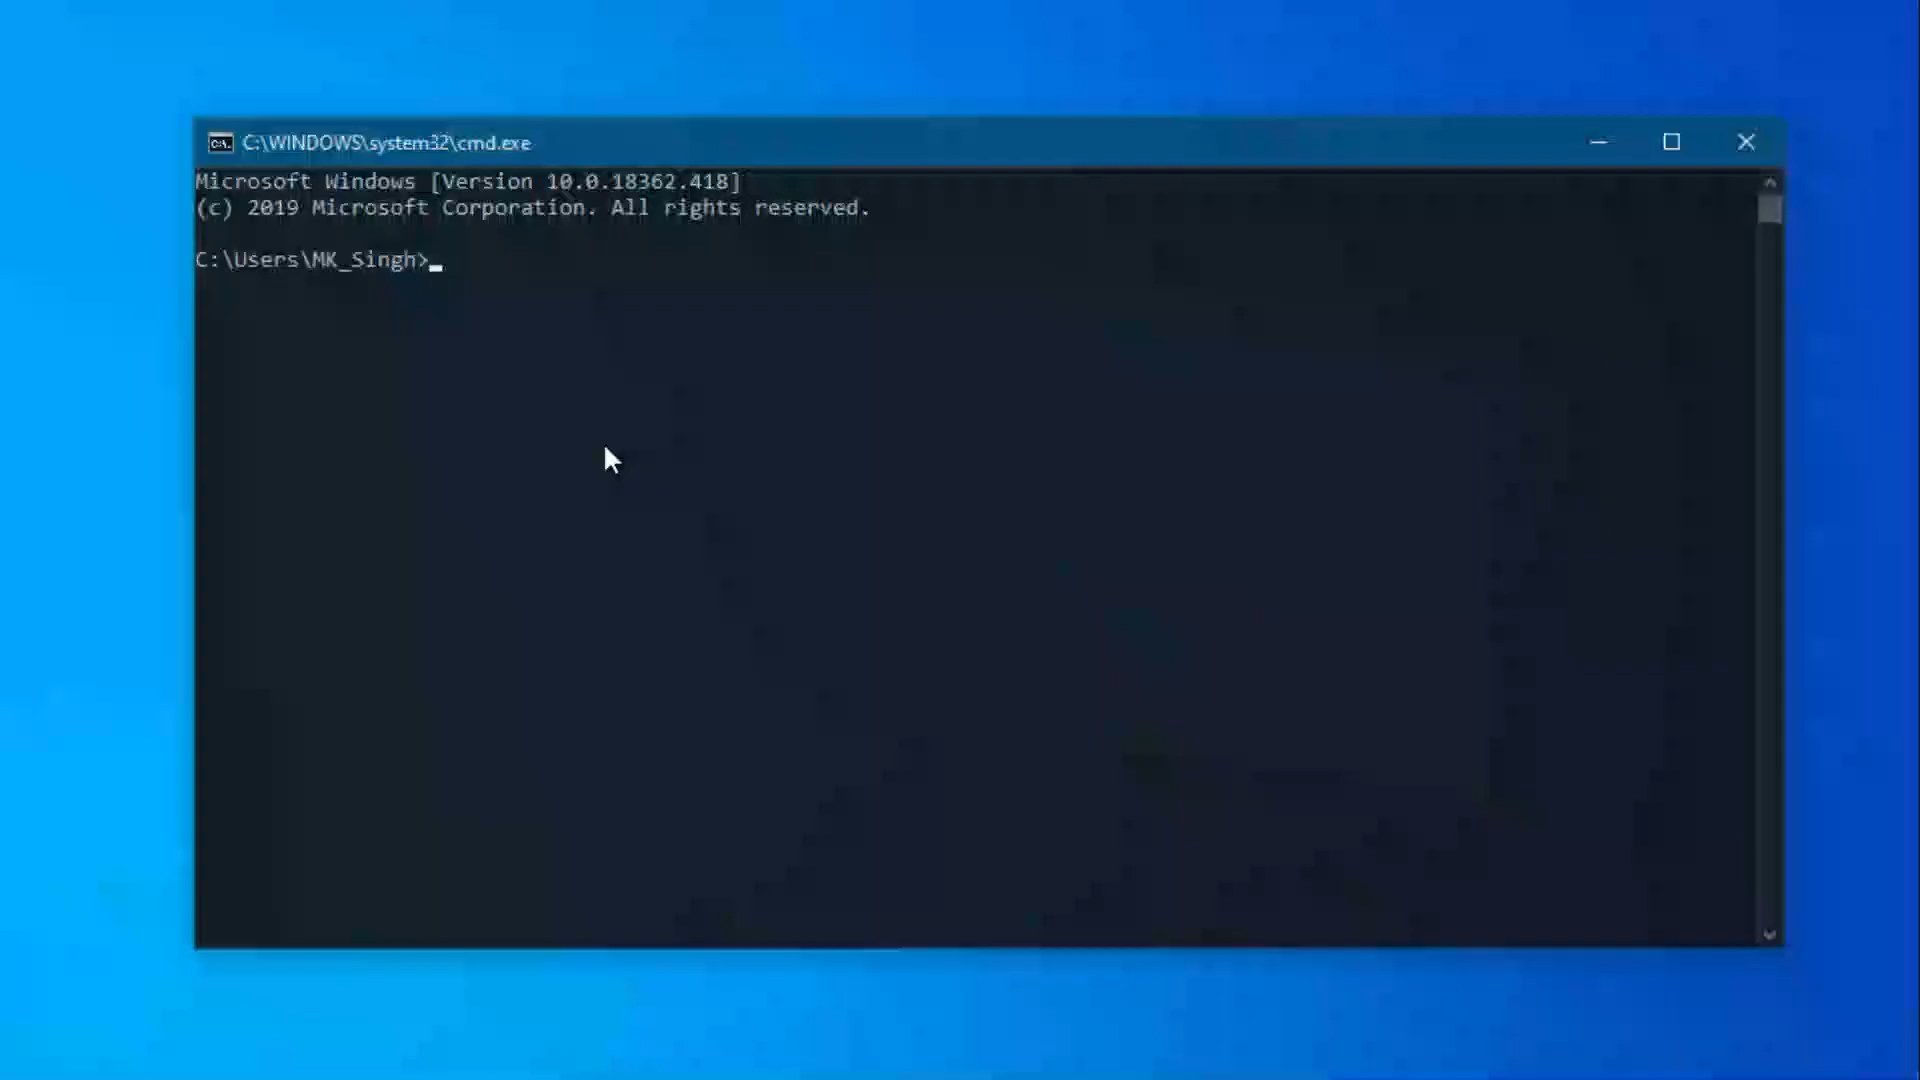 C:\WINDOWS\system32\cmd.exe
Microsoft Windows [Version 10.0.18362.418]
(c) 2019 Microsoft Corporation. All rights reserved.
C:\Users\MK_Singh>